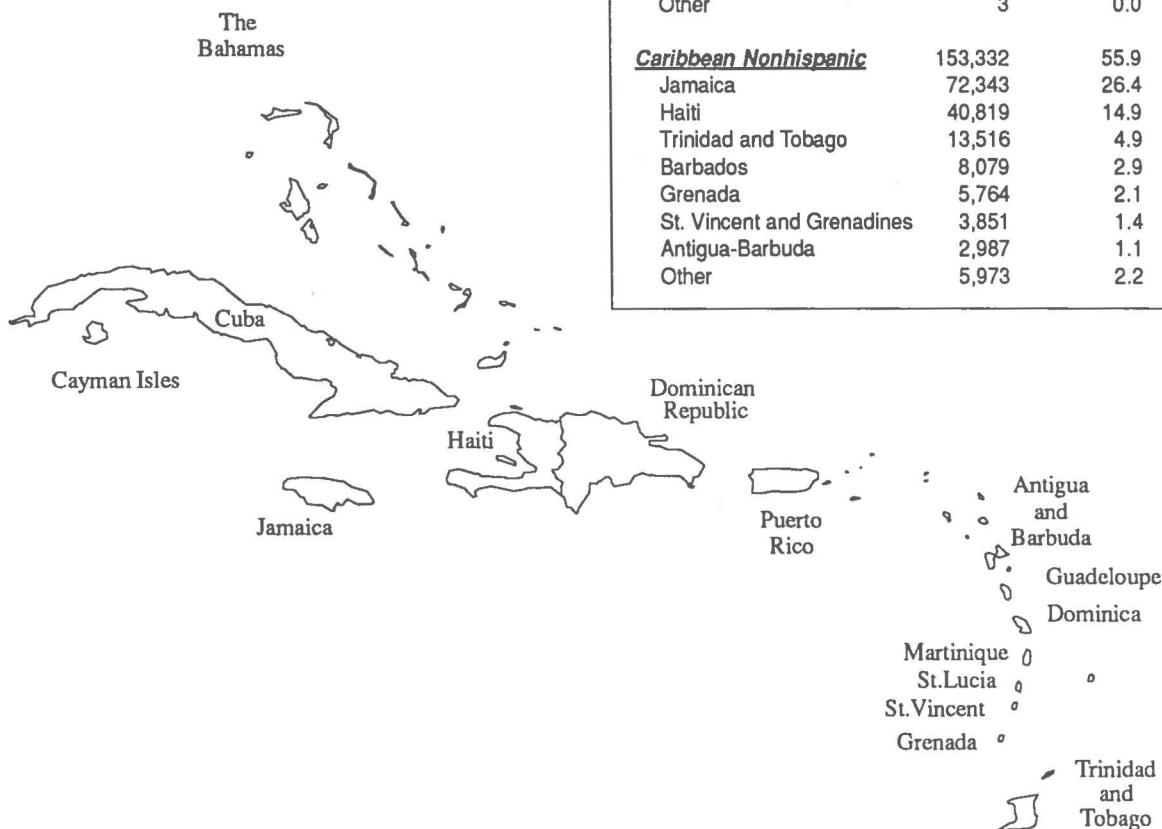 Other 3 0.0
Caribbean Nonhispanic 153,332 55.9
Jamaica 72,343 26.4
Haiti 40,819 14.9
Trinidad and Tobago 13,516 4.9
Barbados 8,079 2.9
Grenada 5,764 2.1
St. Vincent and Grenadines 3,851 1.4
Antigua-Barbuda 2,987 1.1
Other 5,973 2.2
The
Bahamas
Cuba
Cayman Isles
Dominican
Republic
Haiti
Jamaica
Puerto
Rico
Antigua
and
Barbuda
Guadeloupe
Dominica
Martinique
St.Lucia
St.Vincent
Grenada
Trinidad
and
Tobago